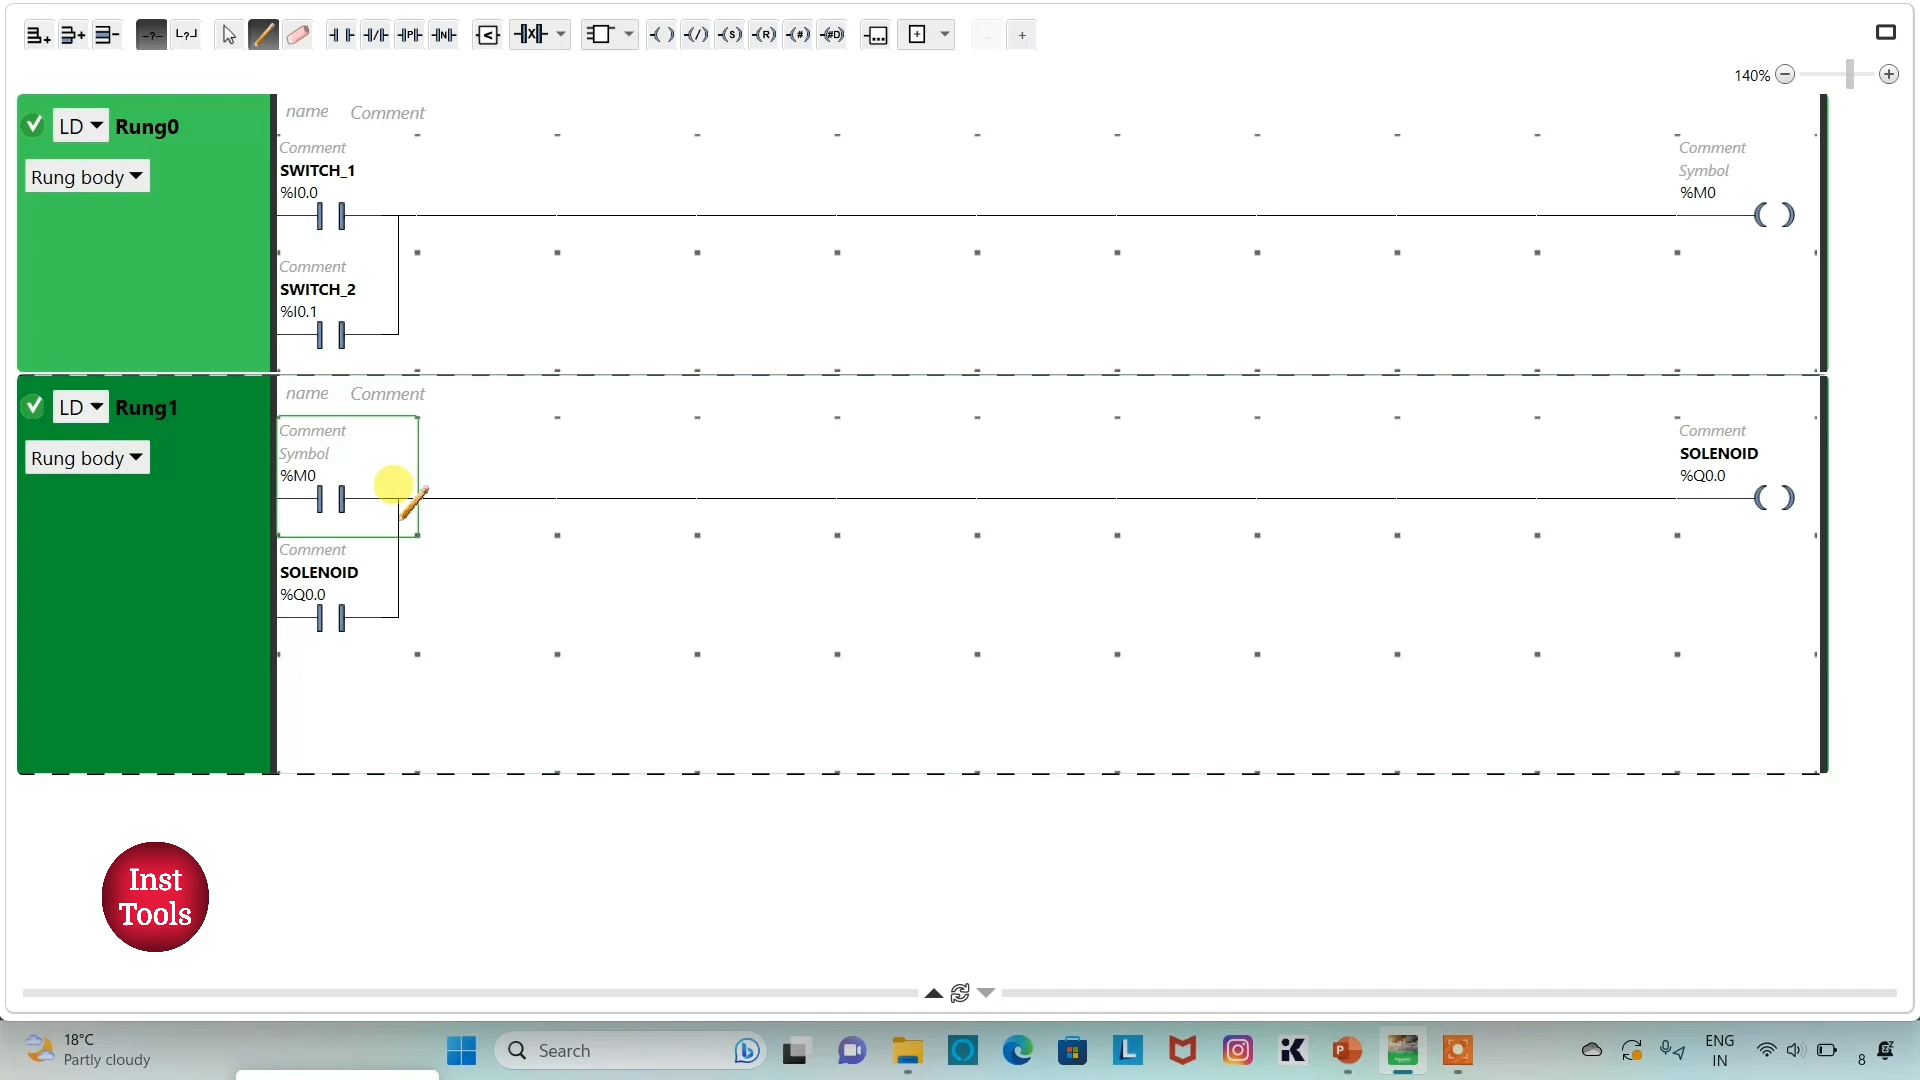 140%
LD Rung0
name Comment
Rung body
Comment
SWITCH_1
%I0.0
Comment
Symbol
%M0
Comment
SWITCH_2
%I0.1
LD Rung1
name Comment
Rung body
Comment
Symbol
%M0
Comment
SOLENOID
%Q0.0
Comment
SOLENOID
%Q0.0
Inst
Tools
18°C
Partly cloudy
Search
ENG
IN
8